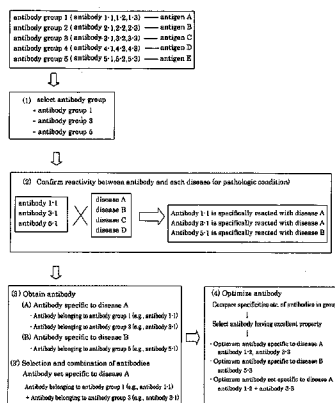 antibody group 1 (antibody 1-1,1-2,1-3) — antigen A
antibody group 2 (antibody 2-1,2-2,2-3) — antigen B
antibody group 3 (antibody 3-1,3-2,3-3) — antigen C
antibody group 4 (antibody 4-1,4-2,4-3) — antigen D
antibody group 5 (antibody 5-1,5-2,5-3) — antigen E
(1) select antibody group
- antibody group 1
- antibody group 3
- antibody group 5
(2) Confirm reactivity between antibody and each disease (or pathologic condition)
antibody 1-1
antibody 3-1
antibody 5-1
disease A
disease B
disease C
disease D
Antibody 1-1 is specifically reacted with disease A
Antibody 3-1 is specifically reacted with disease A
Antibody 5-1 is specifically reacted with disease B
(3) Obtain antibody
(A) Antibody specific to disease A
- Antibody belonging to antibody group 1 (e.g., antibody 1-1)
- Antibody belonging to antibody group 3 (e.g., antibody 3-1)
(B) Antibody specific to disease B
- Antibody belonging to antibody group 5 (e.g., antibody 5-1)
(3') Selection and combination of antibodies
Antibody set specific to disease A
Antibody belonging to antibody group 1 (e.g., antibody 1-1)
+ Antibody belonging to antibody group 3 (e.g., antibody 3-1)
(4) Optimize antibody
Compare specificities etc. of antibodies in group
Select antibody having excellent property
- Optimum antibody specific to disease A
antibody 1-2, antibody 3-3
- Optimum antibody specific to disease B
antibody 5-3
- Optimum antibody set specific to disease A
antibody 1-2 + antibody 3-3